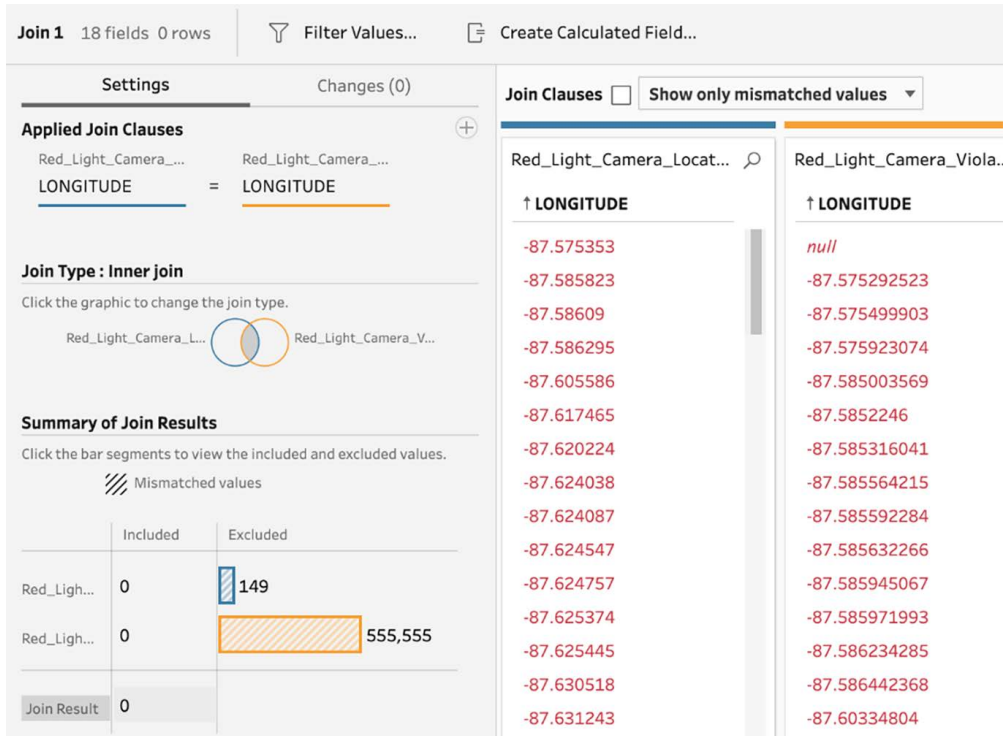 Join 1 18 fields 0 rows Filter Values... Create Calculated Field...
Settings Changes (0)
Applied Join Clauses
Red_Light_Camera_... Red_Light_Camera_...
LONGITUDE = LONGITUDE
Join Type : Inner join
Click the graphic to change the join type.
Red_Light_Camera_L... Red_Light_Camera_V...
Summary of Join Results
Click the bar segments to view the included and excluded values.
Mismatched values
Included Excluded
Red_Ligh... 0 149
Red_Ligh... 0 555,555
Join Result 0
Join Clauses Show only mismatched values
Red_Light_Camera_Locat...
↑ LONGITUDE
-87.575353
-87.585823
-87.58609
-87.586295
-87.605586
-87.617465
-87.620224
-87.624038
-87.624087
-87.624547
-87.624757
-87.625374
-87.625445
-87.630518
-87.631243
Red_Light_Camera_Viola..
↑ LONGITUDE
null
-87.575292523
-87.575499903
-87.575923074
-87.585003569
-87.5852246
-87.585316041
-87.585564215
-87.585592284
-87.585632266
-87.585945067
-87.585971993
-87.586234285
-87.586442368
-87.60334804